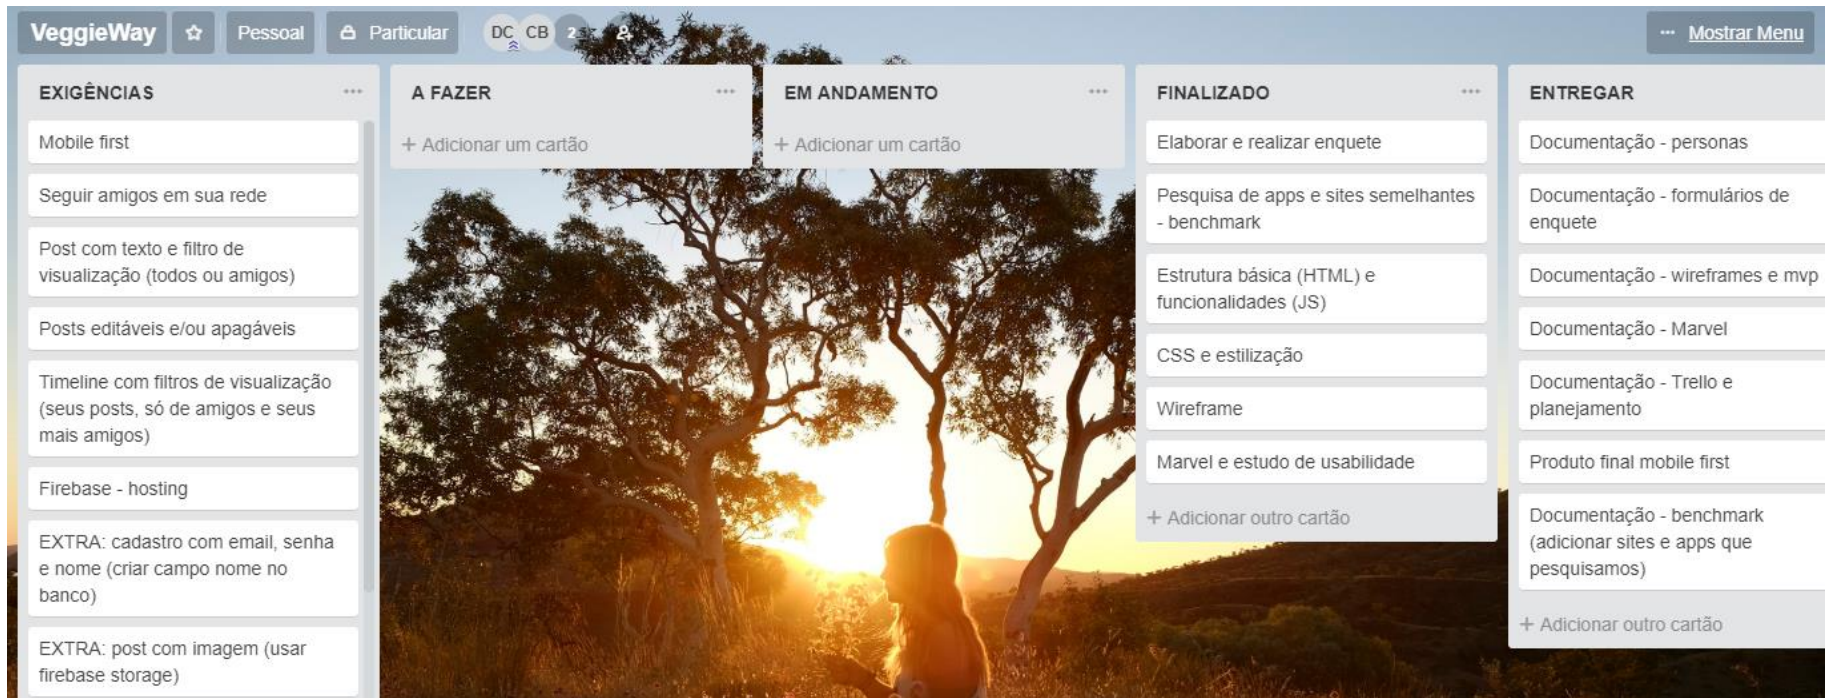 VeggieWay
Pessoal
Particular
DC
CB
2
Mostrar Menu
EXIGÊNCIAS
Mobile first
Seguir amigos em sua rede
Post com texto e filtro de
visualização (todos ou amigos)
Posts editáveis e/ou apagáveis
Timeline com filtros de visualização
(seus posts, só de amigos e seus
mais amigos)
Firebase - hosting
EXTRA: cadastro com email, senha
e nome (criar campo nome no
banco)
EXTRA: post com imagem (usar
firebase storage)
A FAZER
+ Adicionar um cartão
EM ANDAMENTO
+ Adicionar um cartão
FINALIZADO
Elaborar e realizar enquete
Pesquisa de apps e sites semelhantes
- benchmark
Estrutura básica (HTML) e
funcionalidades (JS)
CSS e estilização
Wireframe
Marvel e estudo de usabilidade
+ Adicionar outro cartão
ENTREGAR
Documentação - personas
Documentação - formulários de
enquete
Documentação - wireframes e mvp
Documentação - Marvel
Documentação - Trello e
planejamento
Produto final mobile first
Documentação - benchmark
(adicionar sites e apps que
pesquisamos)
+ Adicionar outro cartão